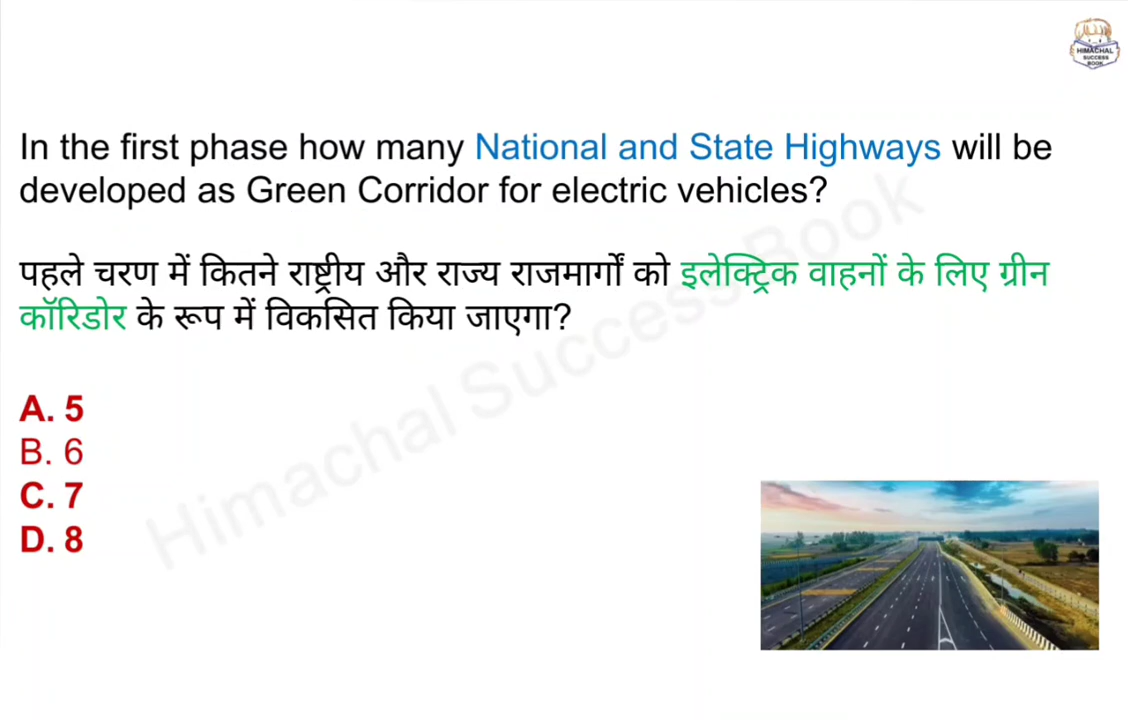 HIMACHAL
SUCCESS
BOOK
In the first phase how many National and State Highways will be
developed as Green Corridor for electric vehicles?
पहले चरण में कितने राष्ट्रीय और राज्य राजमार्गों को इलेक्ट्रिक वाहनों के लिए ग्रीन
कॉरिडोर के रूप में विकसित किया जाएगा?
A. 5
B. 6
C. 7
D. 8
Himachal Success Book